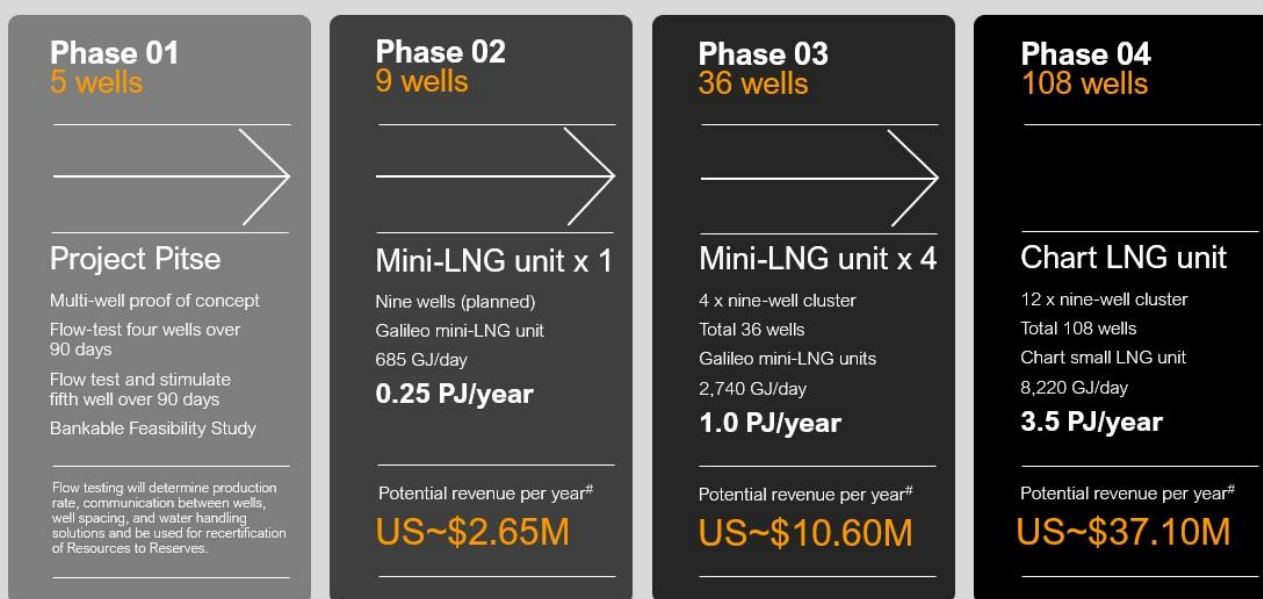 Phase 01
5 wells
Project Pitse
Multi-well proof of concept
Flow-test four wells over
90 days
Flow test and stimulate
fifth well over 90 days
Bankable Feasibility Study
Flow testing will determine production
rate, communication between wells,
well spacing, and water handling
solutions and be used for recertification
of Resources to Reserves.
Phase 02
9 wells
Mini-LNG unit x 1
Nine wells (planned)
Galileo mini-LNG unit
685 GJ/day
0.25 PJ/year
Potential revenue per year#
US~$2.65M
Phase 03
36 wells
Mini-LNG unit x 4
4 x nine-well cluster
Total 36 wells
Galileo mini-LNG units
2,740 GJ/day
1.0 PJ/year
Potential revenue per year#
US~$10.60M
Phase 04
108 wells
Chart LNG unit
12 x nine-well cluster
Total 108 wells
Chart small LNG unit
8,220 GJ/day
3.5 PJ/year
Potential revenue per year#
US~$37.10M